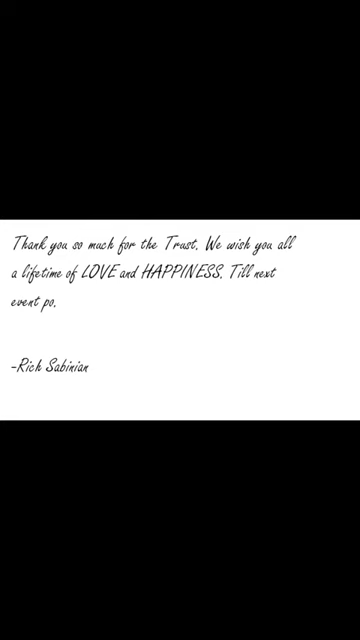 Thank you so much for the Trust. We wish you all
a lifetime of LOVE and HAPPINESS. Till next
event po.
-Rich Sabinian